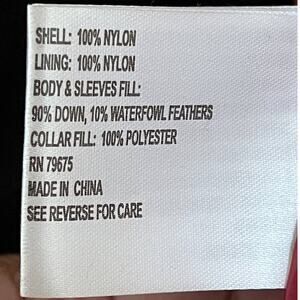 SHELL: 100% NYLON
LINING: 100% NYLON
BODY & SLEEVES FILL:
90% DOWN, 10% WATERFOWL FEATHERS
COLLAR FILL: 100% POLYESTER
RN 79675
MADE IN CHINA
SEE REVERSE FOR CARE